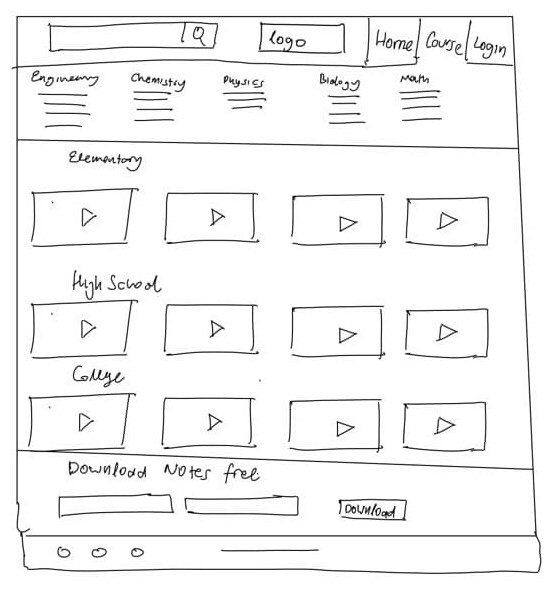 logo Home Course Login
Engineering Chemistry Physics Biology Math
Elementary
High School
College
Download Notes free
Download